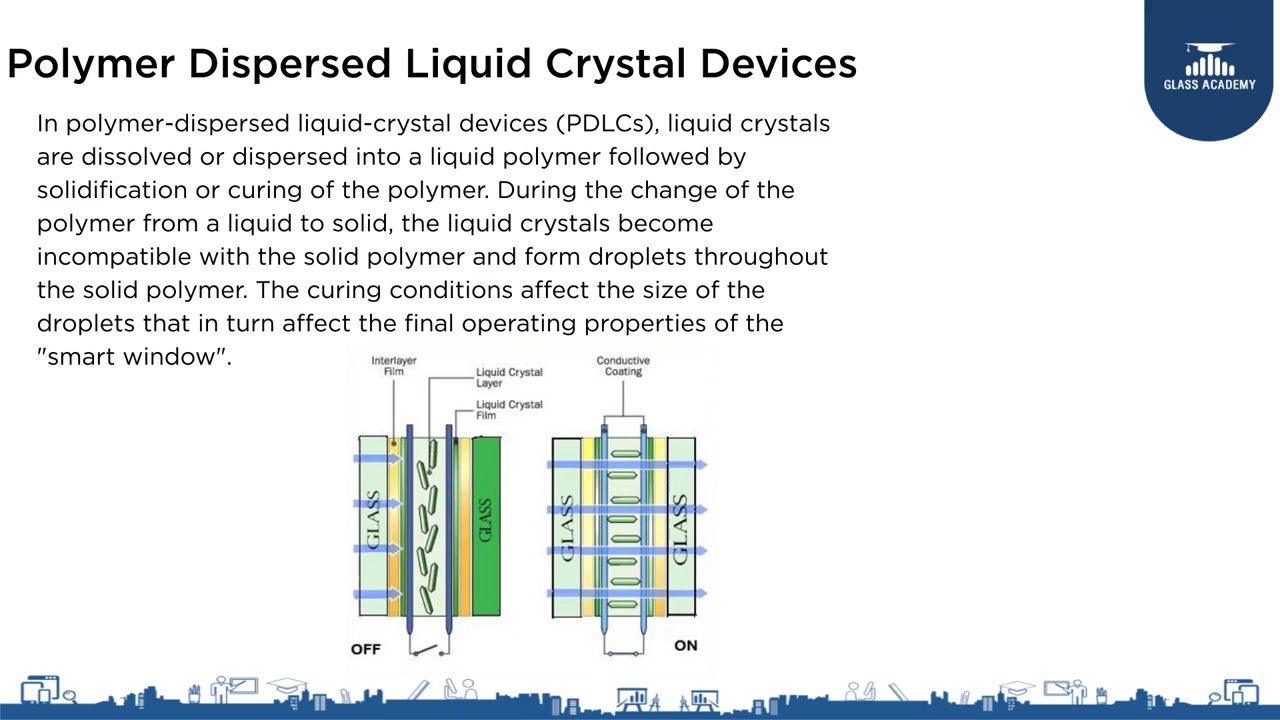 Polymer Dispersed Liquid Crystal Devices
GLASS ACADEMY
In polymer-dispersed liquid-crystal devices (PDLCs), liquid crystals
are dissolved or dispersed into a liquid polymer followed by
solidification or curing of the polymer. During the change of the
polymer from a liquid to solid, the liquid crystals become
incompatible with the solid polymer and form droplets throughout
the solid polymer. The curing conditions affect the size of the
droplets that in turn affect the final operating properties of the
"smart window".
Interlayer
Film
Liquid Crystal
Layer
Liquid Crystal
Film
GLASS
GLASS
OFF
Conductive
Coating
GLASS
GLASS
ON